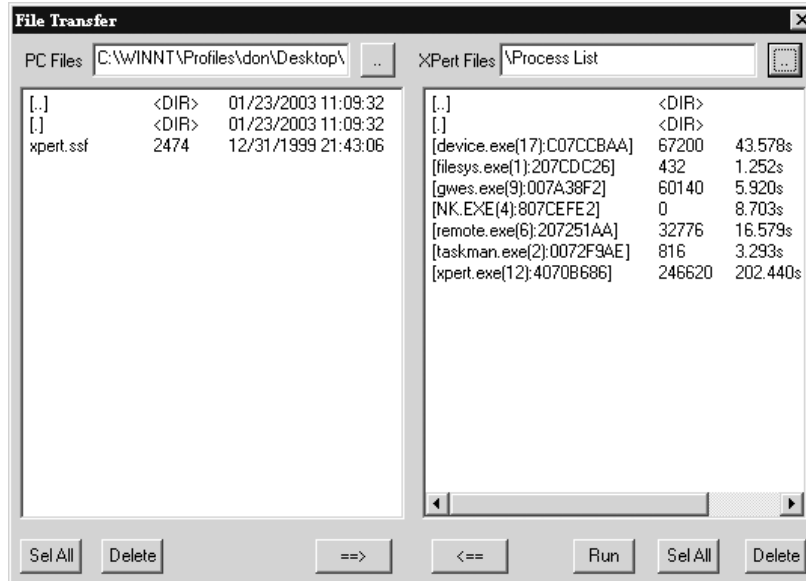 File Transfer
PC Files C:\WINNT\Profiles\don\Desktop\ .. XPert Files \Process List ..
[..] <DIR> 01/23/2003 11:09:32
[.] <DIR> 01/23/2003 11:09:32
xpert.ssf 2474 12/31/1999 21:43:06
[..] <DIR>
[.] <DIR>
[device.exe(17):C07CCBAA] 67200 43.578s
[filesys.exe(1):207CDC26] 432 1.252s
[gwes.exe(9):007A38F2] 60140 5.920s
[NK.EXE(4):807CEFE2] 0 8.703s
[remote.exe(6):207251AA] 32776 16.579s
[taskman.exe(2):0072F9AE] 816 3.293s
[xpert.exe(12):4070B686] 246620 202.440s
Sel All Delete ==> <== Run Sel All Delete